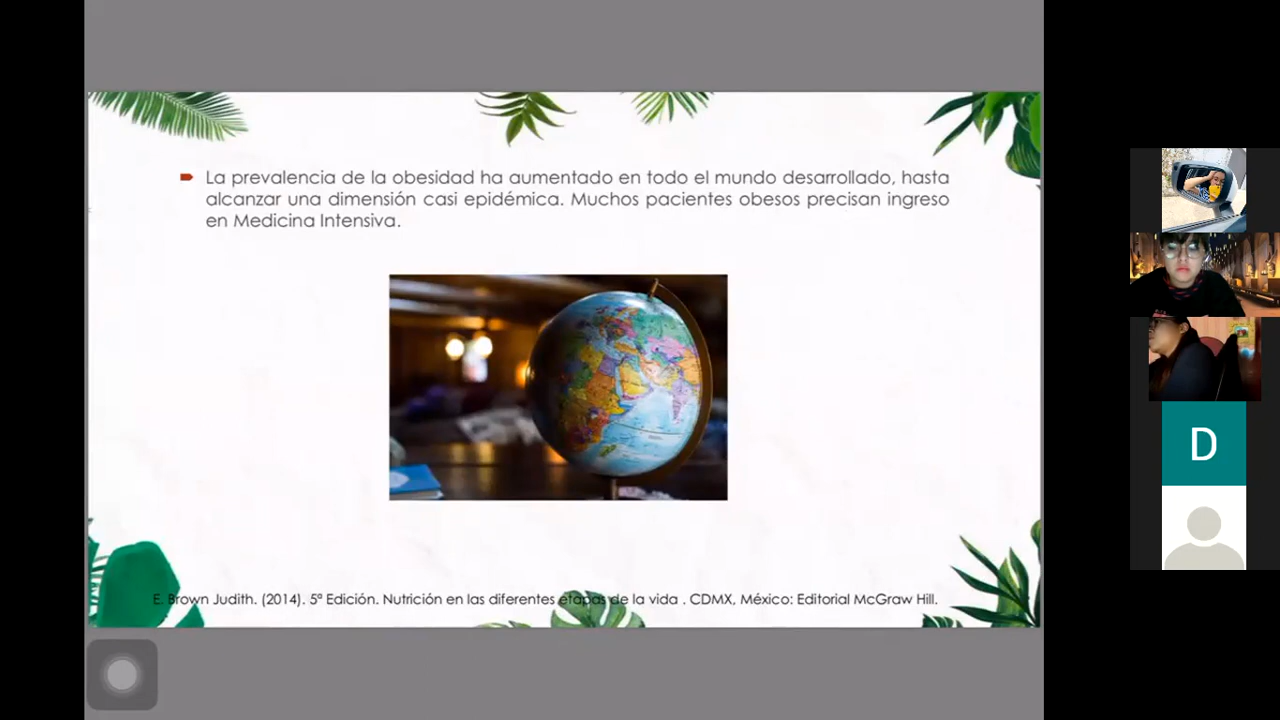 La prevalencia de la obesidad ha aumentado en todo el mundo desarrollado, hasta
alcanzar una dimensión casi epidémica. Muchos pacientes obesos precisan ingreso
en Medicina Intensiva.
E. Brown Judith. (2014). 5ª Edición. Nutrición en las diferentes etapas de la vida . CDMX, México: Editorial McGraw Hill.
D